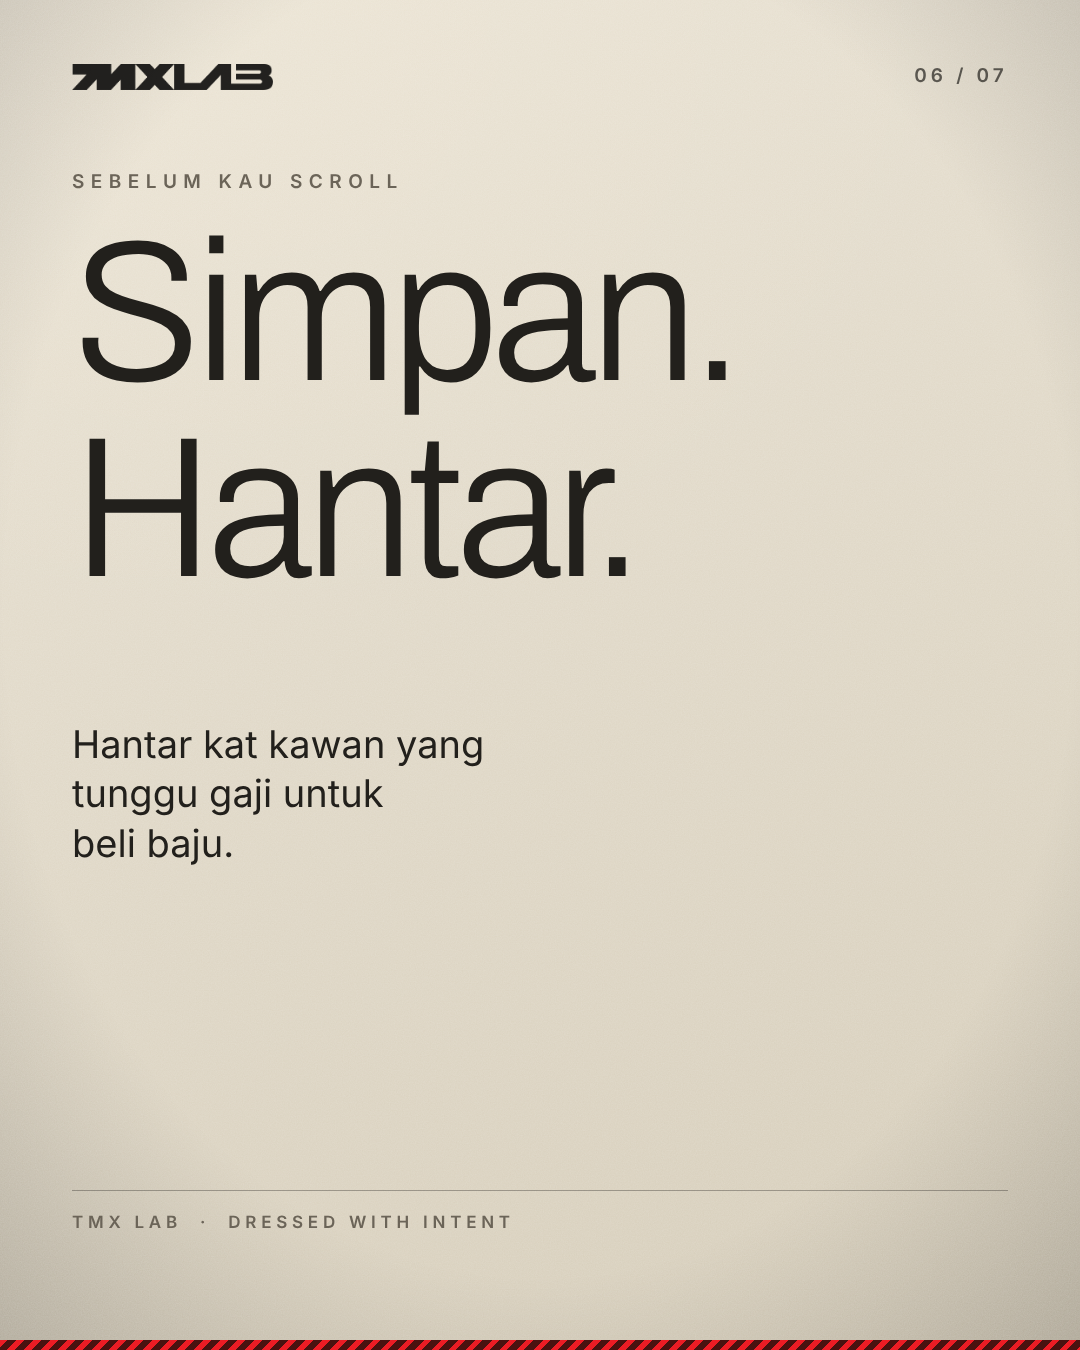 TMXLAB
06 / 07
SEBELUM KAU SCROLL
Simpan.
Hantar.
Hantar kat kawan yang
tunggu gaji untuk
beli baju.
TMX LAB · DRESSED WITH INTENT